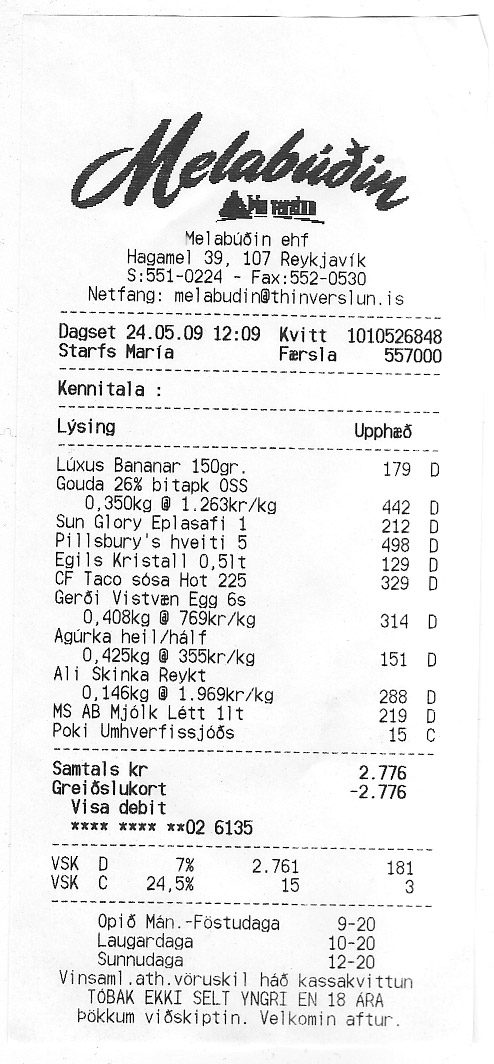 Melabúðin
Þín verslun
Melabúðin ehf
Hagamel 39, 107 Reykjavík
S:551-0224 - Fax:552-0530
Netfang: melabudin@thinverslun.is
Dagset 24.05.09 12:09 Kvitt 1010526848
Starfs María Færsla 557000
Kennitala :
Lýsing Upphæð
Lúxus Bananar 150gr. 179 D
Gouda 26% bitapk OSS
0,350kg @ 1.263kr/kg 442 D
Sun Glory Eplasafi 1 212 D
Pillsbury's hveiti 5 498 D
Egils Kristall 0,5lt 129 D
CF Taco sósa Hot 225 329 D
Gerði Vistvæn Egg 6s
0,408kg @ 769kr/kg 314 D
Agúrka heil/hálf
0,425kg @ 355kr/kg 151 D
Ali Skinka Reykt
0,146kg @ 1.969kr/kg 288 D
MS AB Mjólk Létt 1lt 219 D
Poki Umhverfissjóðs 15 C
Samtals kr 2.776
Greiðslukort -2.776
Visa debit
**** **** **02 6135
VSK D 7% 2.761 181
VSK C 24,5% 15 3
Opið Mán.-Föstudaga 9-20
Laugardaga 10-20
Sunnudaga 12-20
Vinsaml.ath.vöruskil háð kassakvittun
TÓBAK EKKI SELT YNGRI EN 18 ÁRA
Þökkum viðskiptin. Velkomin aftur.